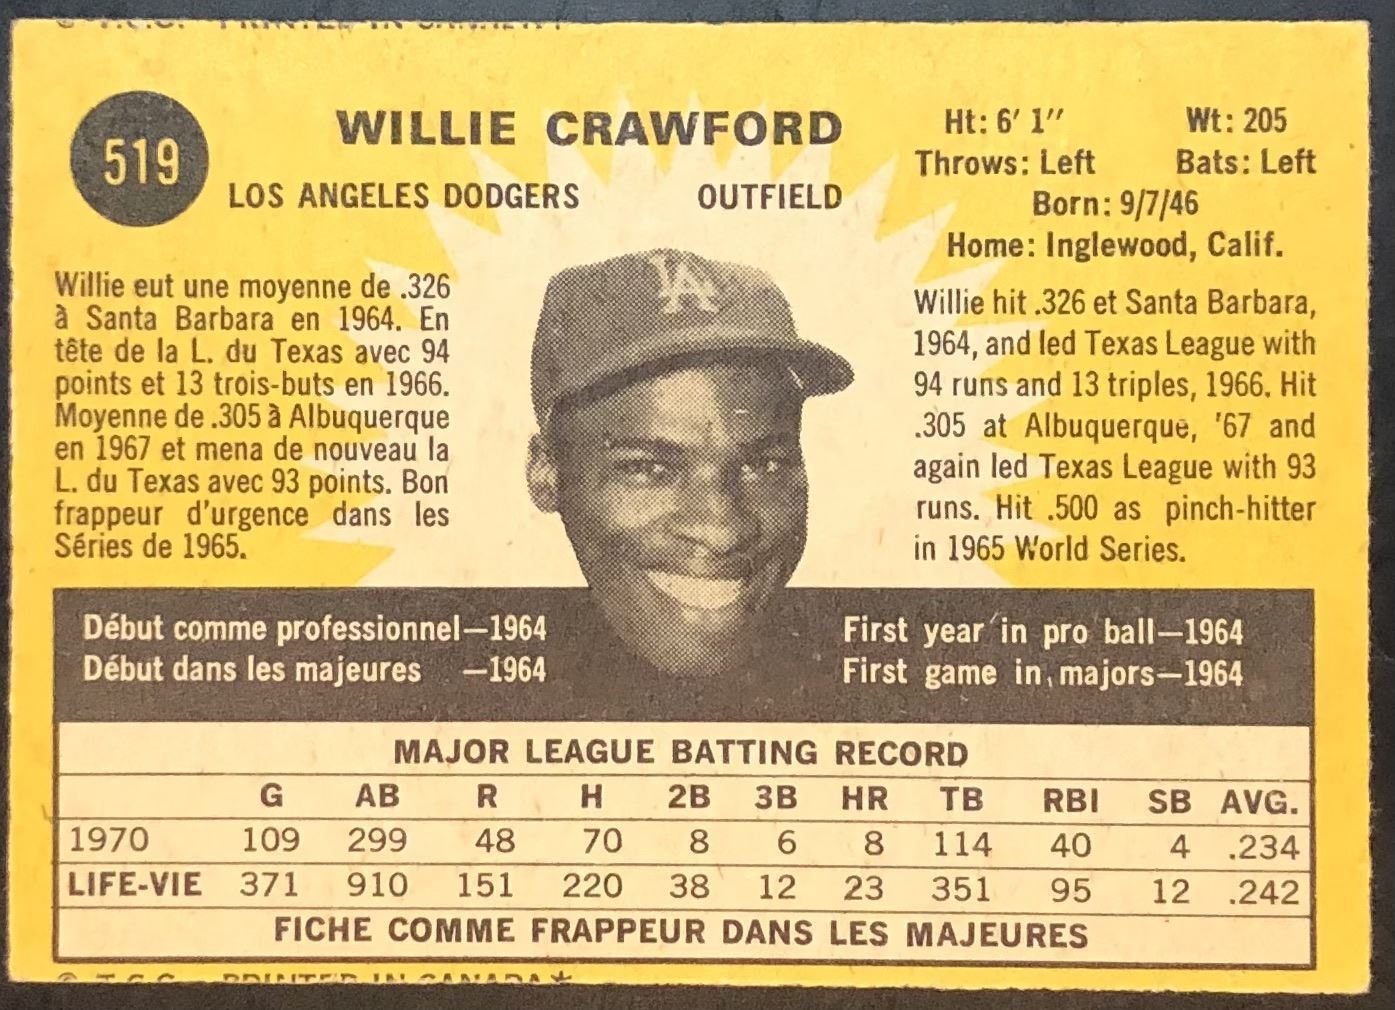 519
WILLIE CRAWFORD
LOS ANGELES DODGERS OUTFIELD
Ht: 6' 1" Wt: 205
Throws: Left Bats: Left
Born: 9/7/46
Home: Inglewood, Calif.
Willie eut une moyenne de .326
à Santa Barbara en 1964. En
tête de la L. du Texas avec 94
points et 13 trois-buts en 1966.
Moyenne de .305 à Albuquerque
en 1967 et mena de nouveau la
L. du Texas avec 93 points. Bon
frappeur d'urgence dans les
Séries de 1965.
LA
Willie hit .326 et Santa Barbara,
1964, and led Texas League with
94 runs and 13 triples, 1966. Hit
.305 at Albuquerque, '67 and
again led Texas League with 93
runs. Hit .500 as pinch-hitter
in 1965 World Series.
Début comme professionnel—1964
Début dans les majeures —1964
First year in pro ball—1964
First game in majors—1964
MAJOR LEAGUE BATTING RECORD
G AB R H 2B 3B HR TB RBI SB AVG.
1970 109 299 48 70 8 6 8 114 40 4 .234
LIFE-VIE 371 910 151 220 38 12 23 351 95 12 .242
FICHE COMME FRAPPEUR DANS LES MAJEURES
© T.C.G. PRINTED IN CANADA *